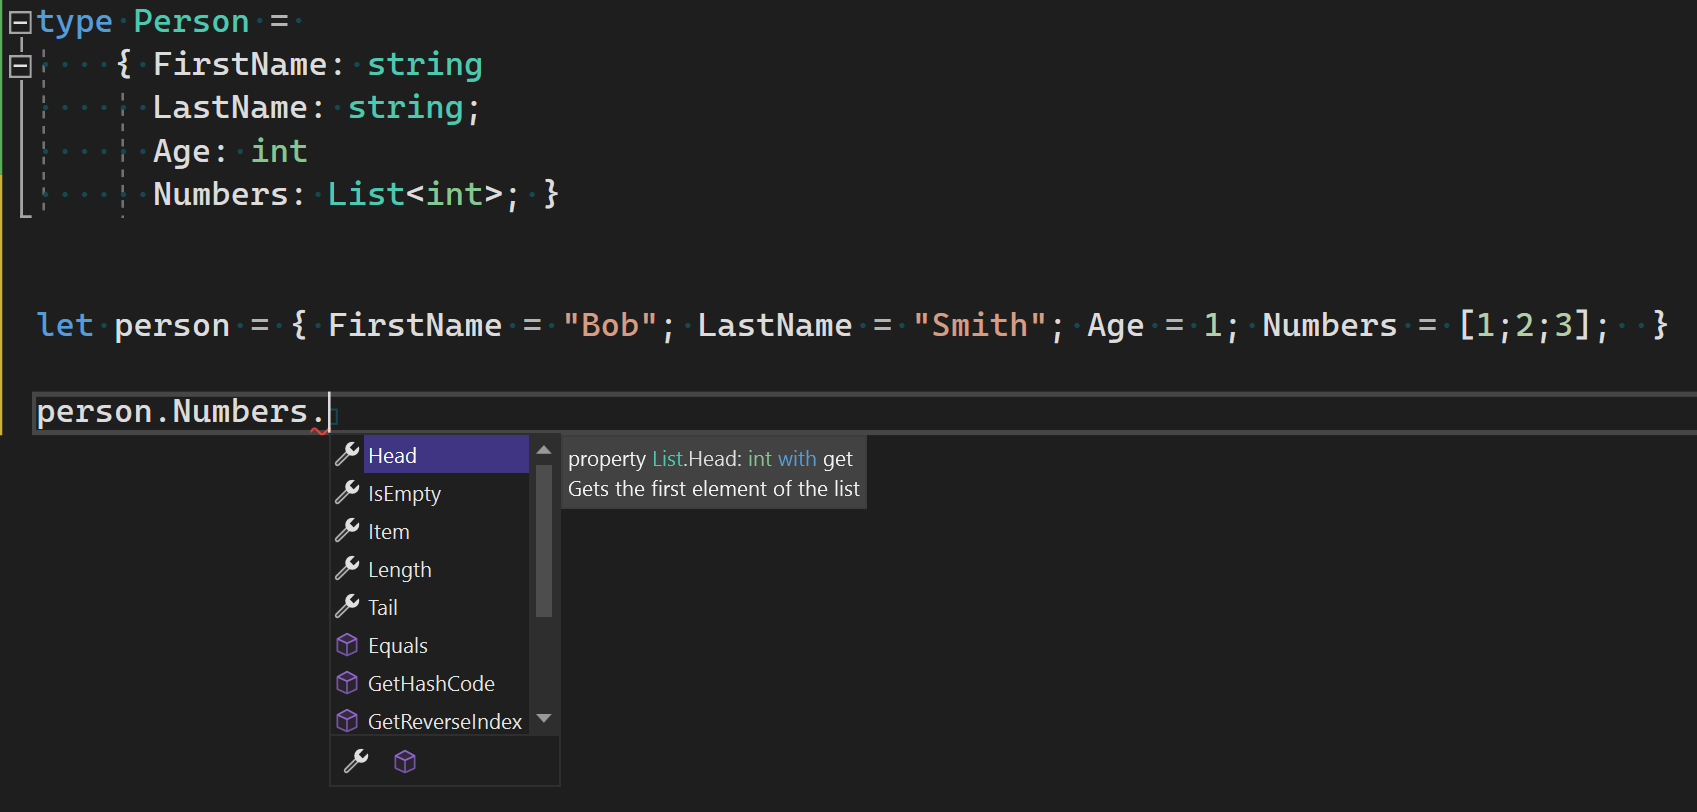 type Person =
{ FirstName: string
LastName: string;
Age: int
Numbers: List<int>; }
let person = { FirstName = "Bob"; LastName = "Smith"; Age = 1; Numbers = [1;2;3];  }
person.Numbers.
Head
property List.Head: int with get
Gets the first element of the list
IsEmpty
Item
Length
Tail
Equals
GetHashCode
GetReverseIndex